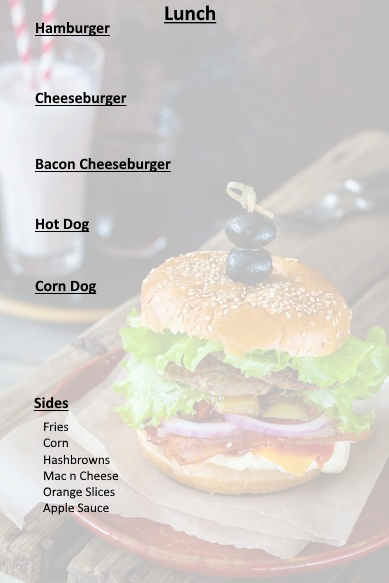 Lunch
Hamburger
Cheeseburger
Bacon Cheeseburger
Hot Dog
Corn Dog
Sides
Fries
Corn
Hashbrowns
Mac n Cheese
Orange Slices
Apple Sauce